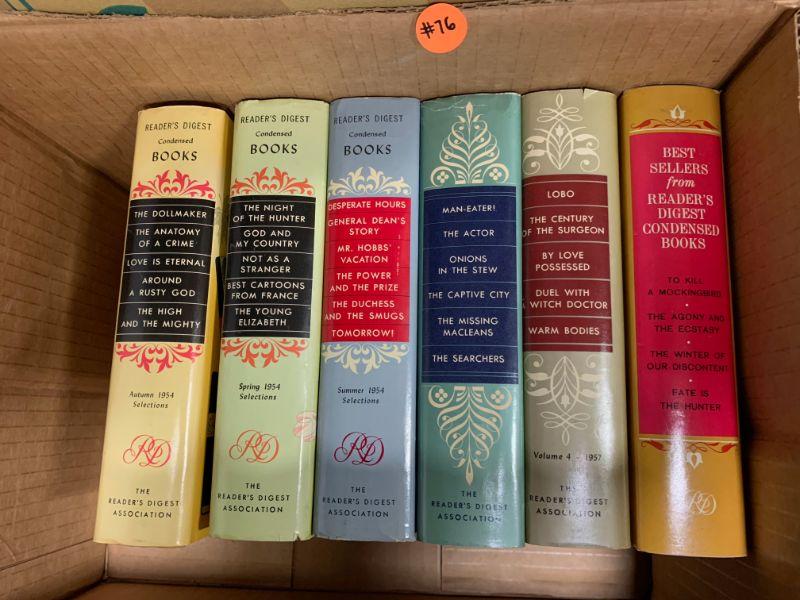 #76
READER'S DIGEST
Condensed
BOOKS
THE DOLLMAKER
THE ANATOMY
OF A CRIME
LOVE IS ETERNAL
AROUND
A RUSTY GOD
THE HIGH
AND THE MIGHTY
Autumn 1954
Selections
RD
THE
READER'S DIGEST
ASSOCIATION
READER'S DIGEST
Condensed
BOOKS
THE NIGHT
OF THE HUNTER
GOD AND
MY COUNTRY
NOT AS A
STRANGER
BEST CARTOONS
FROM FRANCE
THE YOUNG
ELIZABETH
Spring 1954
Selections
RD
THE
READER'S DIGEST
ASSOCIATION
READER'S DIGEST
Condensed
BOOKS
DESPERATE HOURS
GENERAL DEAN'S
STORY
MR. HOBBS'
VACATION
THE POWER
AND THE PRIZE
THE DUCHESS
AND THE SMUGS
TOMORROW!
Summer 1954
Selections
RD
THE
READER'S DIGEST
ASSOCIATION
MAN-EATER!
THE ACTOR
ONIONS
IN THE STEW
THE CAPTIVE CITY
THE MISSING
MACLEANS
THE SEARCHERS
THE
READER'S DIGEST
ASSOCIATION
LOBO
THE CENTURY
OF THE SURGEON
BY LOVE
POSSESSED
DUEL WITH
A WITCH DOCTOR
WARM BODIES
Volume 4 - 1957
THE
READER'S DIGEST
ASSOCIATION
BEST
SELLERS
from
READER'S
DIGEST
CONDENSED
BOOKS
TO KILL
A MOCKINGBIRD
THE AGONY AND
THE ECSTASY
THE WINTER OF
OUR DISCONTENT
FATE IS
THE HUNTER
RD